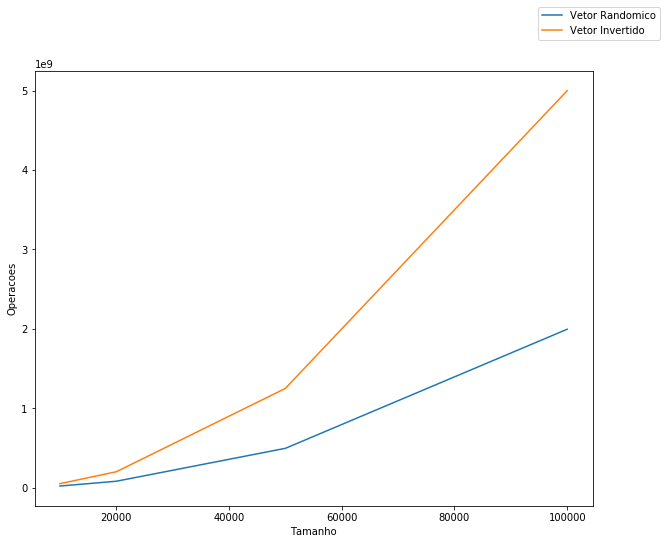 Vetor Randomico
Vetor Invertido
1e9
5
4
3
2
1
0
Operacoes
20000 40000 60000 80000 100000
Tamanho